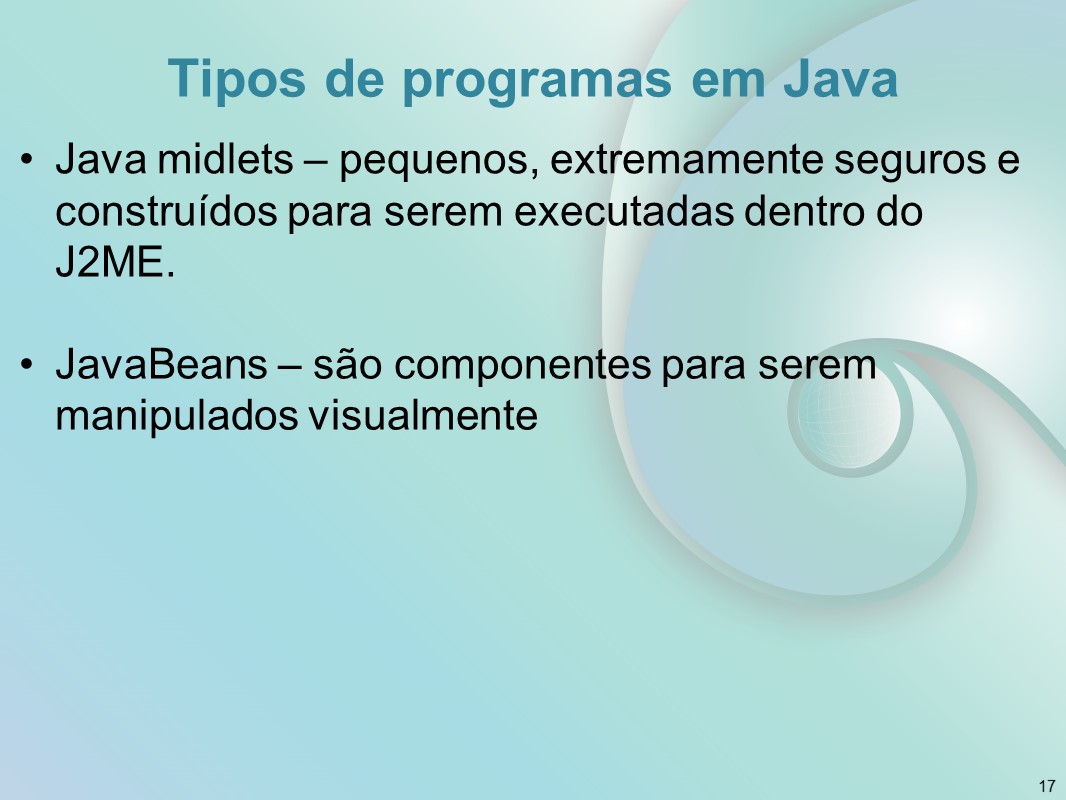 Tipos de programas em Java
• Java midlets – pequenos, extremamente seguros e
construídos para serem executadas dentro do
J2ME.
• JavaBeans – são componentes para serem
manipulados visualmente
17